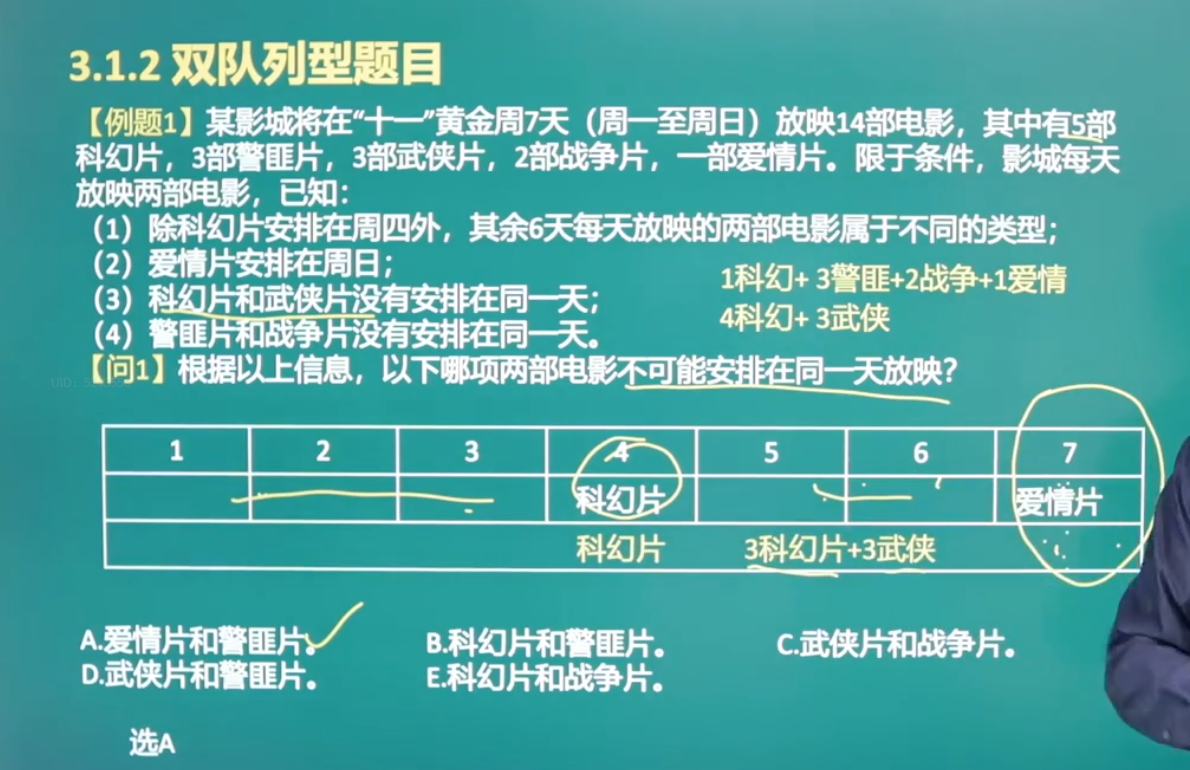 3.1.2 双队列型题目
【例题1】某影城将在“十一”黄金周7天（周一至周日）放映14部电影，其中有5部
科幻片，3部警匪片，3部武侠片，2部战争片，一部爱情片。限于条件，影城每天
放映两部电影，已知：
（1）除科幻片安排在周四外，其余6天每天放映的两部电影属于不同的类型；
（2）爱情片安排在周日；
（3）科幻片和武侠片没有安排在同一天；
（4）警匪片和战争片没有安排在同一天。
1科幻+ 3警匪+2战争+1爱情
4科幻+ 3武侠
【问1】根据以上信息，以下哪项两部电影不可能安排在同一天放映？
1 2 3 4 5 6 7
科幻片 爱情片
科幻片 3科幻片+3武侠
A.爱情片和警匪片。 B.科幻片和警匪片。 C.武侠片和战争片。
D.武侠片和警匪片。 E.科幻片和战争片。
选A